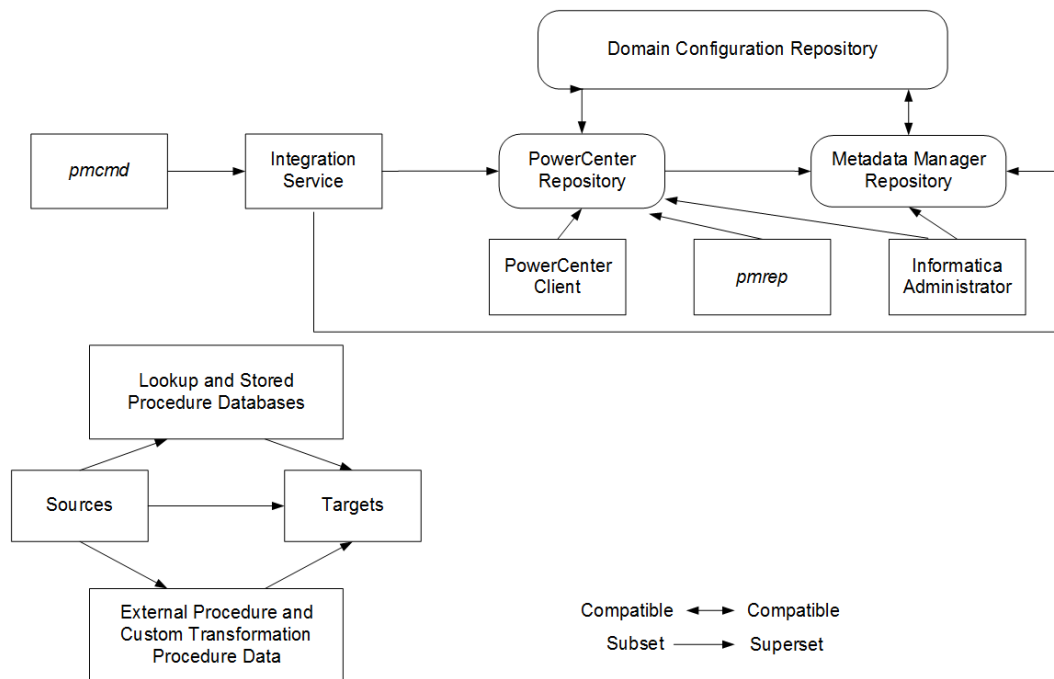 Domain Configuration Repository
pmcmd
Integration
Service
PowerCenter
Repository
Metadata Manager
Repository
PowerCenter
Client
pmrep
Informatica
Administrator
Lookup and Stored
Procedure Databases
Sources
Targets
External Procedure and
Custom Transformation
Procedure Data
Compatible Compatible
Subset Superset